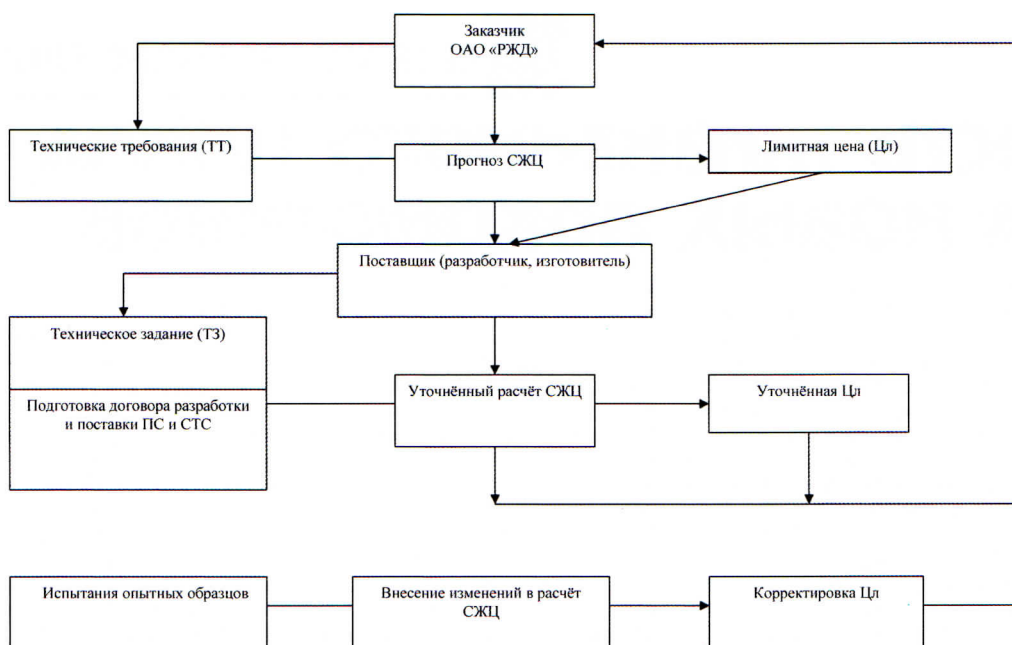 Заказчик
ОАО «РЖД»
Технические требования (ТТ)
Прогноз СЖЦ
Лимитная цена (Цл)
Поставщик (разработчик, изготовитель)
Техническое задание (ТЗ)
Подготовка договора разработки
и поставки ПС и СТС
Уточнённый расчёт СЖЦ
Уточнённая Цл
Испытания опытных образцов
Внесение изменений в расчёт
СЖЦ
Корректировка Цл